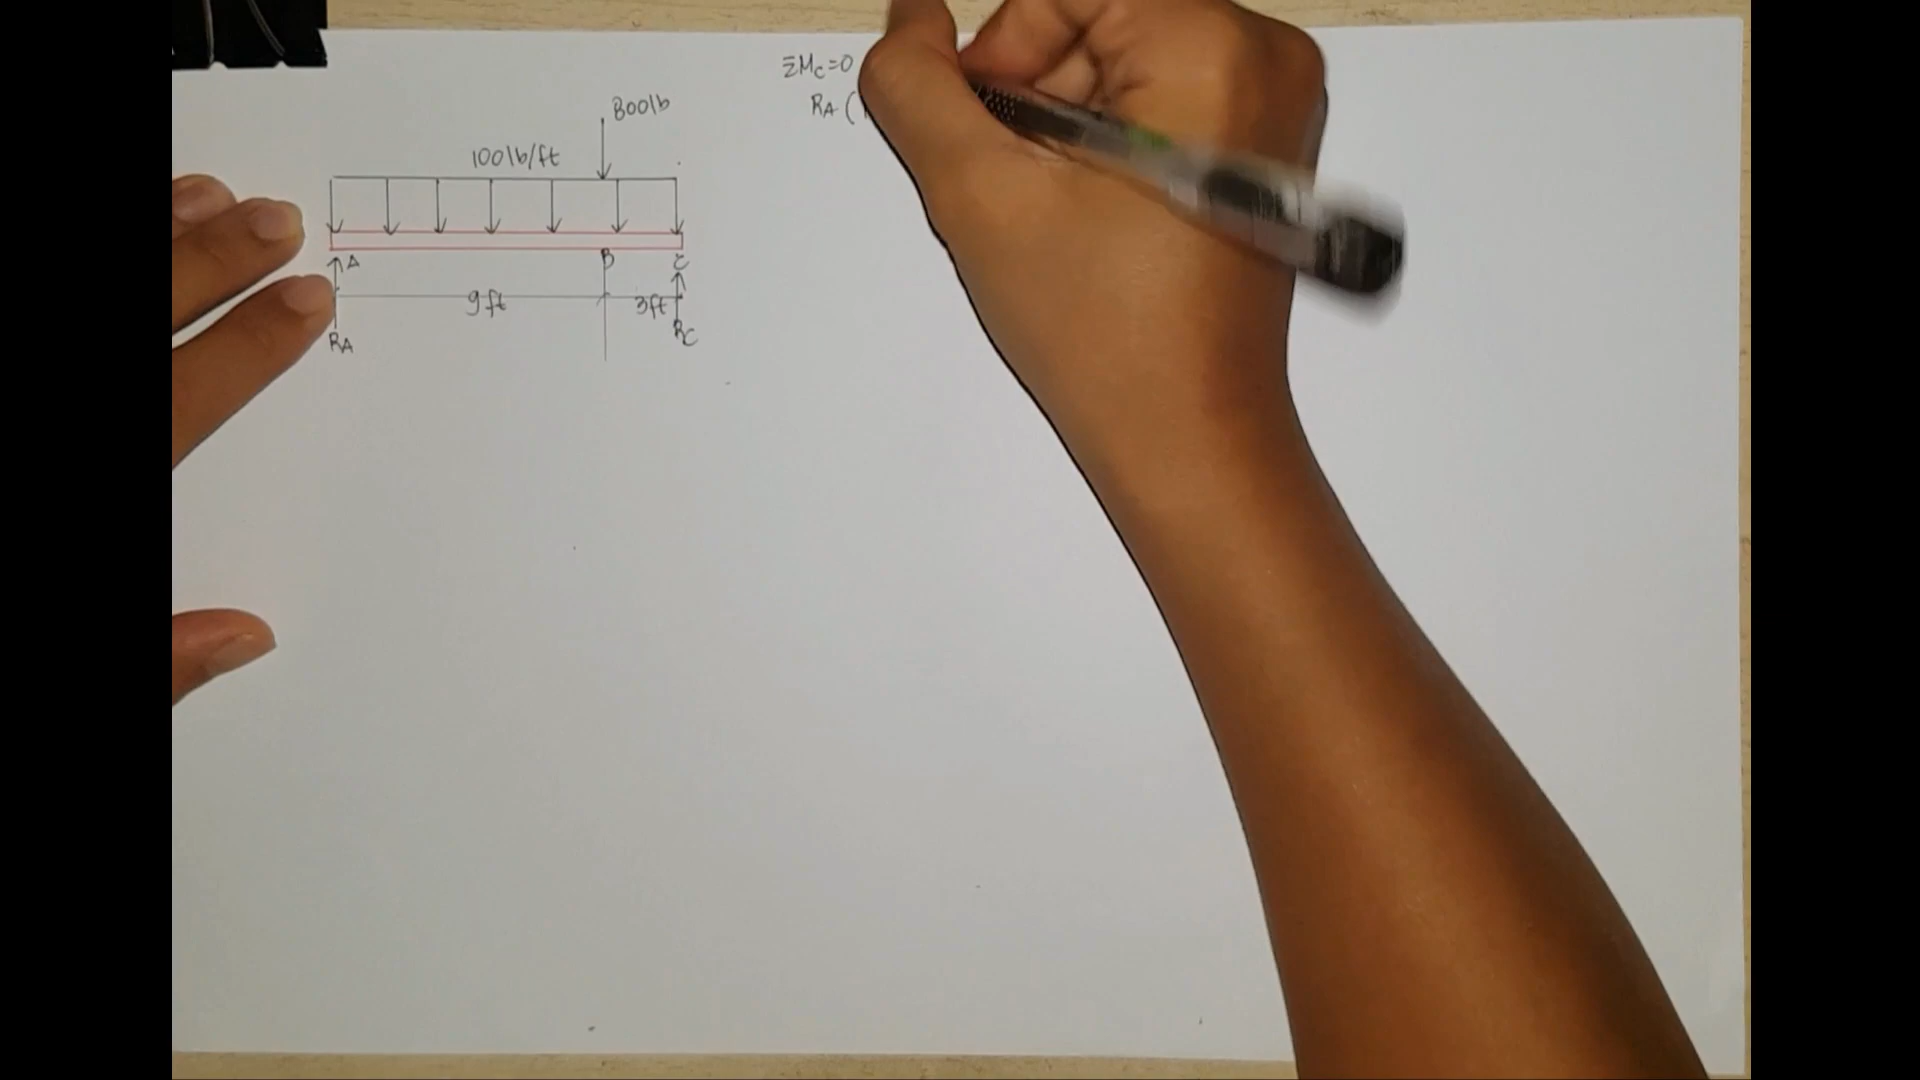 ΣMc=0
RA (
800lb
100lb/ft
A
B
C
9ft
3ft
RA
RC